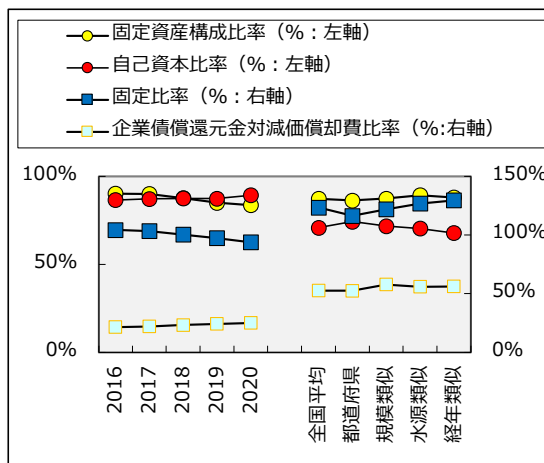 固定資産構成比率（%：左軸）
自己資本比率（%：左軸）
固定比率（%：右軸）
企業債償還元金対減価償却費比率（%:右軸）
100%
50%
0%
150%
100%
50%
0%
2016
2017
2018
2019
2020
全国平均
都道府県
規模類似
水源類似
経年類似